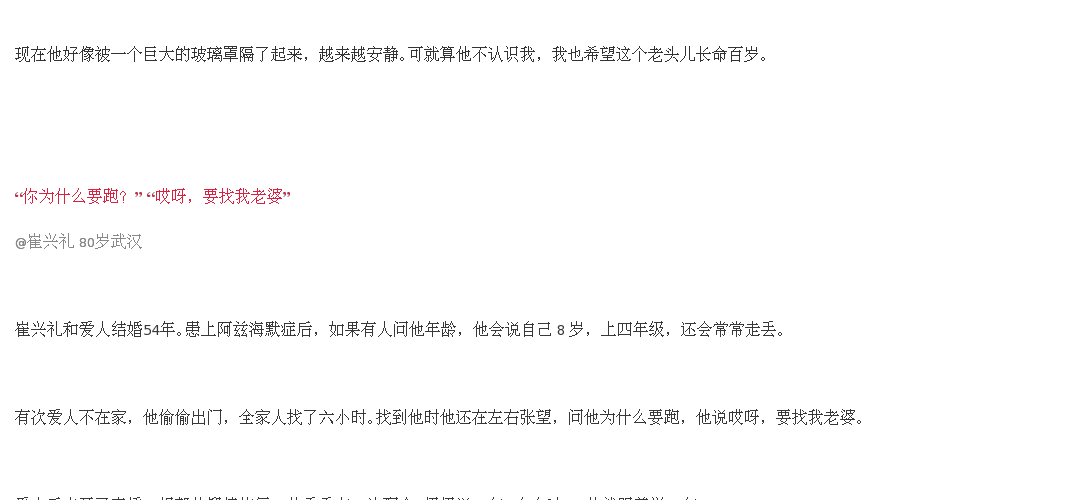 现在他好像被一个巨大的玻璃罩隔了起来，越来越安静。可就算他不认识我，我也希望这个老头儿长命百岁。
“你为什么要跑？” “哎呀，要找我老婆”
@崔兴礼 80岁武汉
崔兴礼和爱人结婚54年。患上阿兹海默症后，如果有人问他年龄，他会说自己 8 岁，上四年级，还会常常走丢。
有次爱人不在家，他偷偷出门，全家人找了六小时。找到他时他还在左右张望，问他为什么要跑，他说哎呀，要找我老婆。